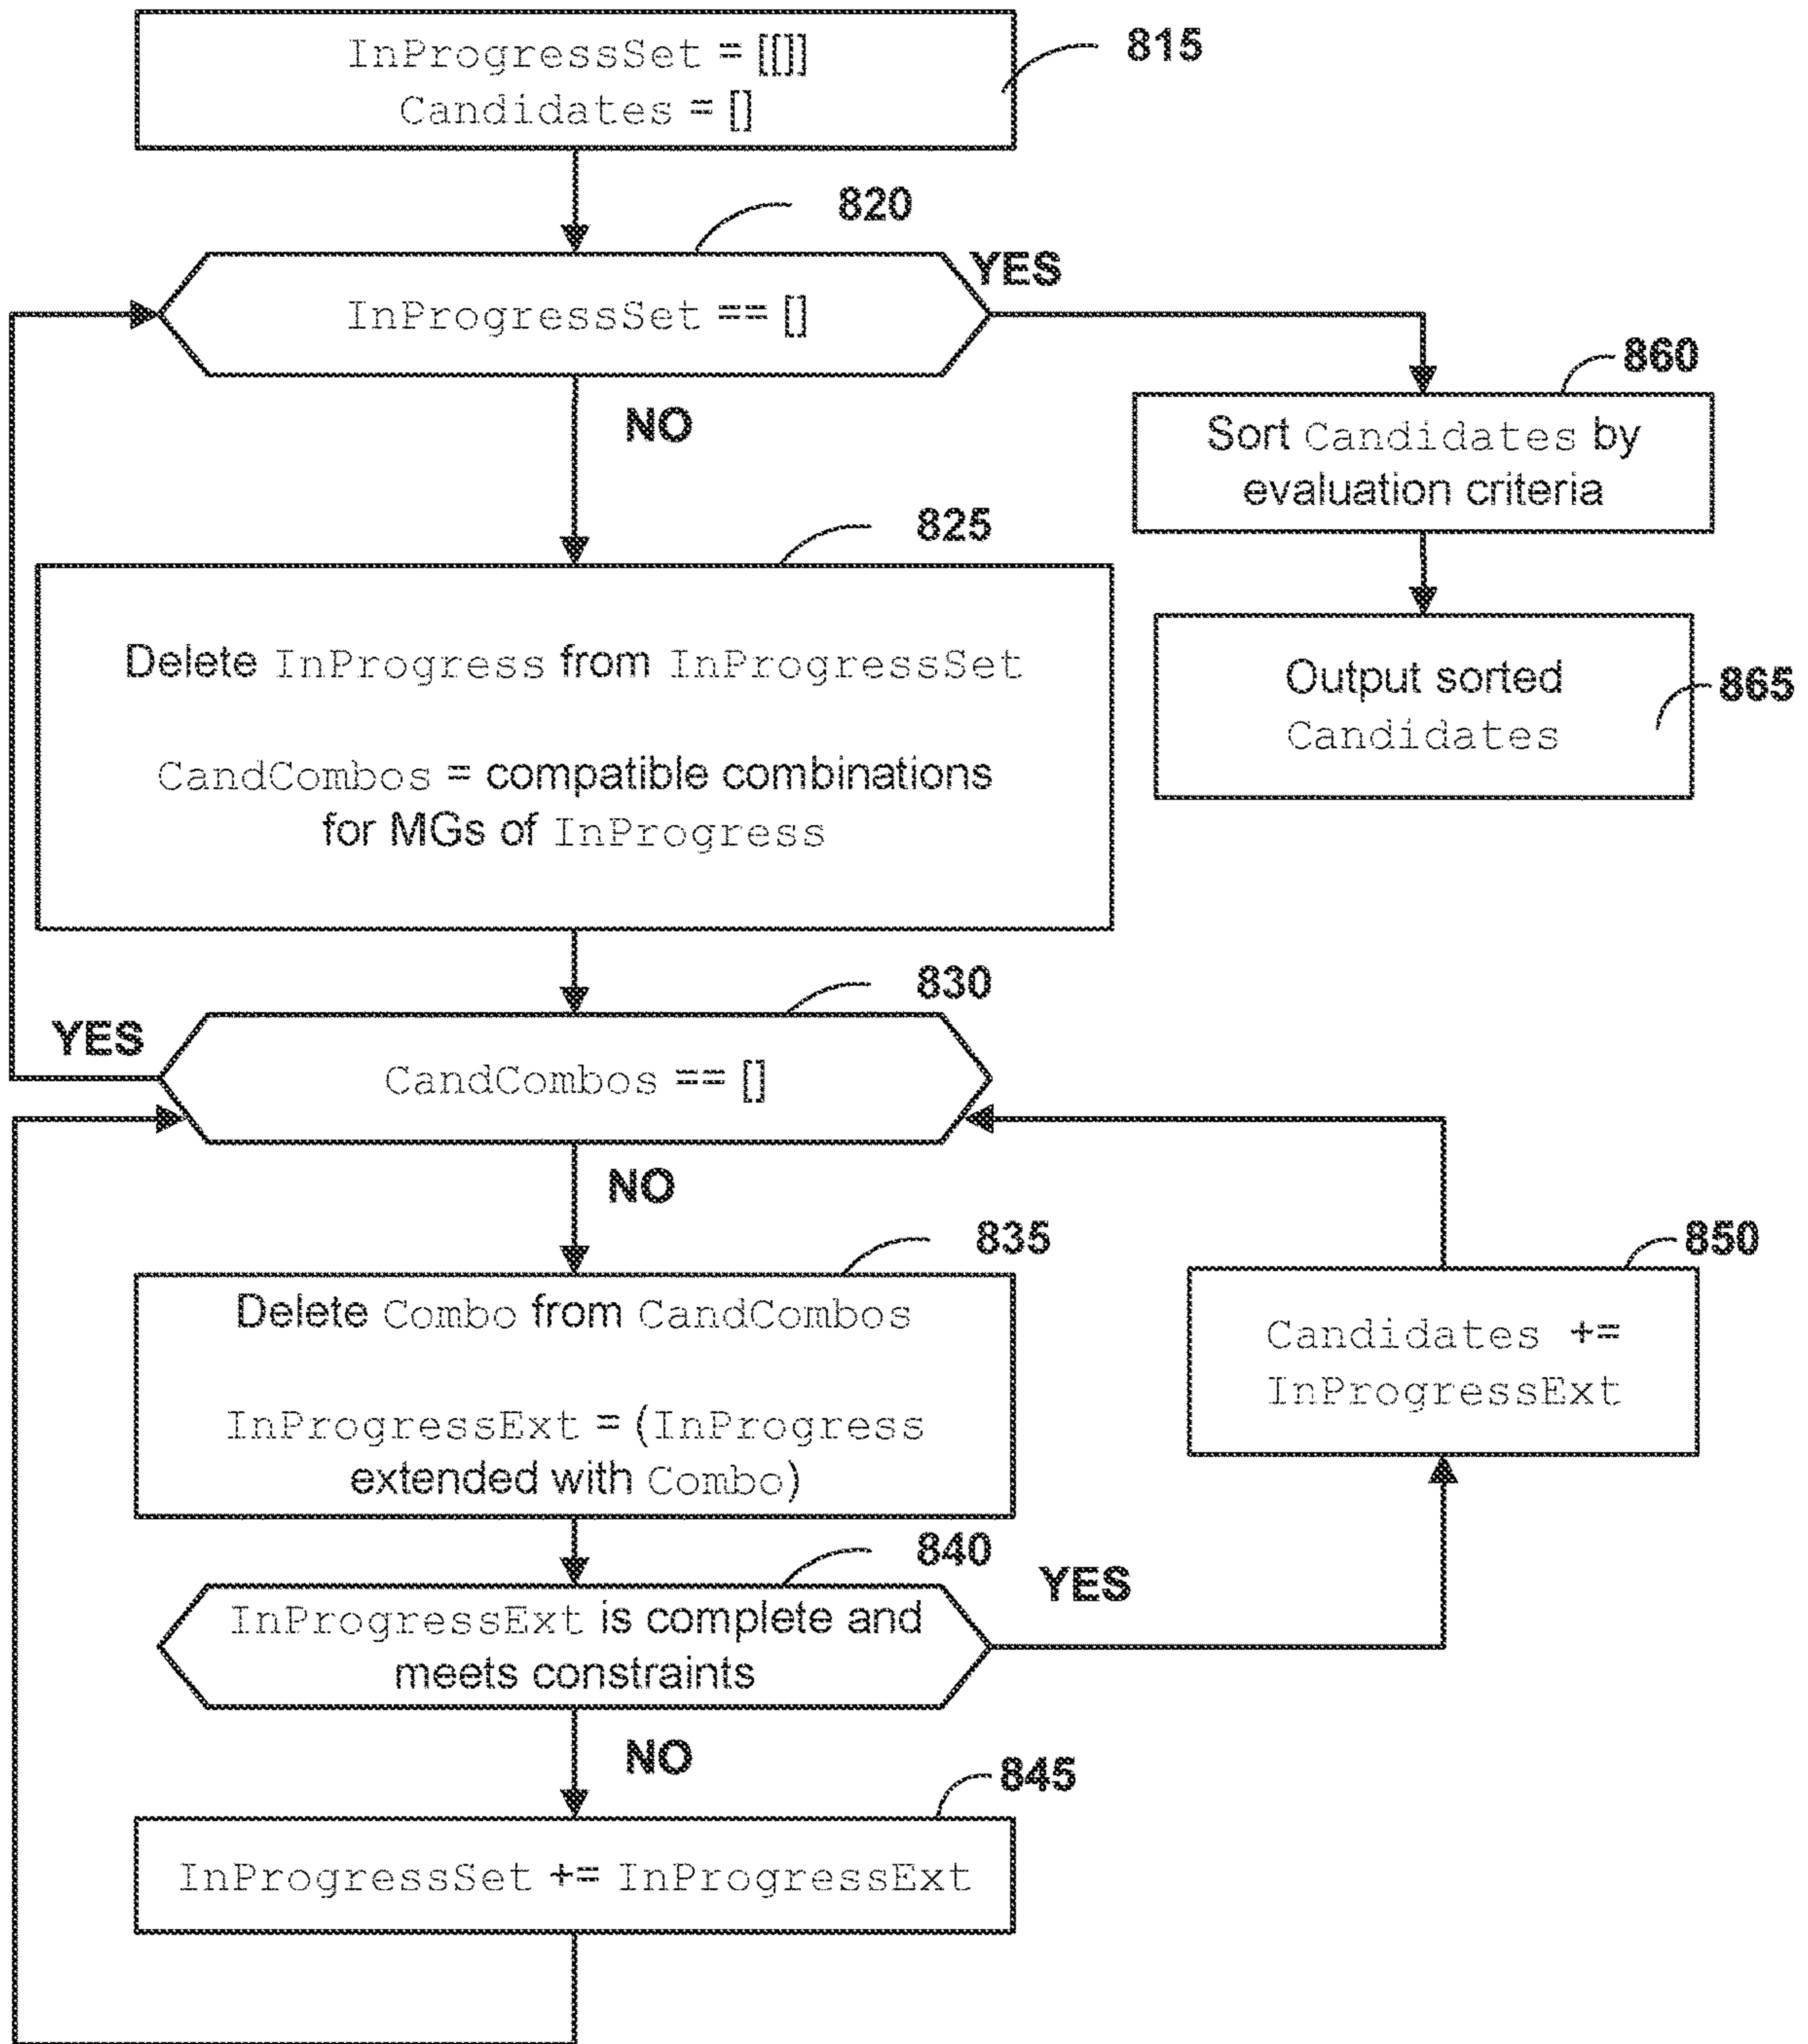 InProgressSet = [[]]
Candidates = []
815
820
InProgressSet == []
YES
NO
860
Sort Candidates by
evaluation criteria
825
Delete InProgress from InProgressSet
CandCombos = compatible combinations
for MGs of InProgress
Output sorted
Candidates
865
830
YES
CandCombos == []
NO
835
Delete Combo from CandCombos
InProgressExt = (InProgress
extended with Combo)
850
Candidates +=
InProgressExt
840
YES
InProgressExt is complete and
meets constraints
NO
845
InProgressSet += InProgressExt